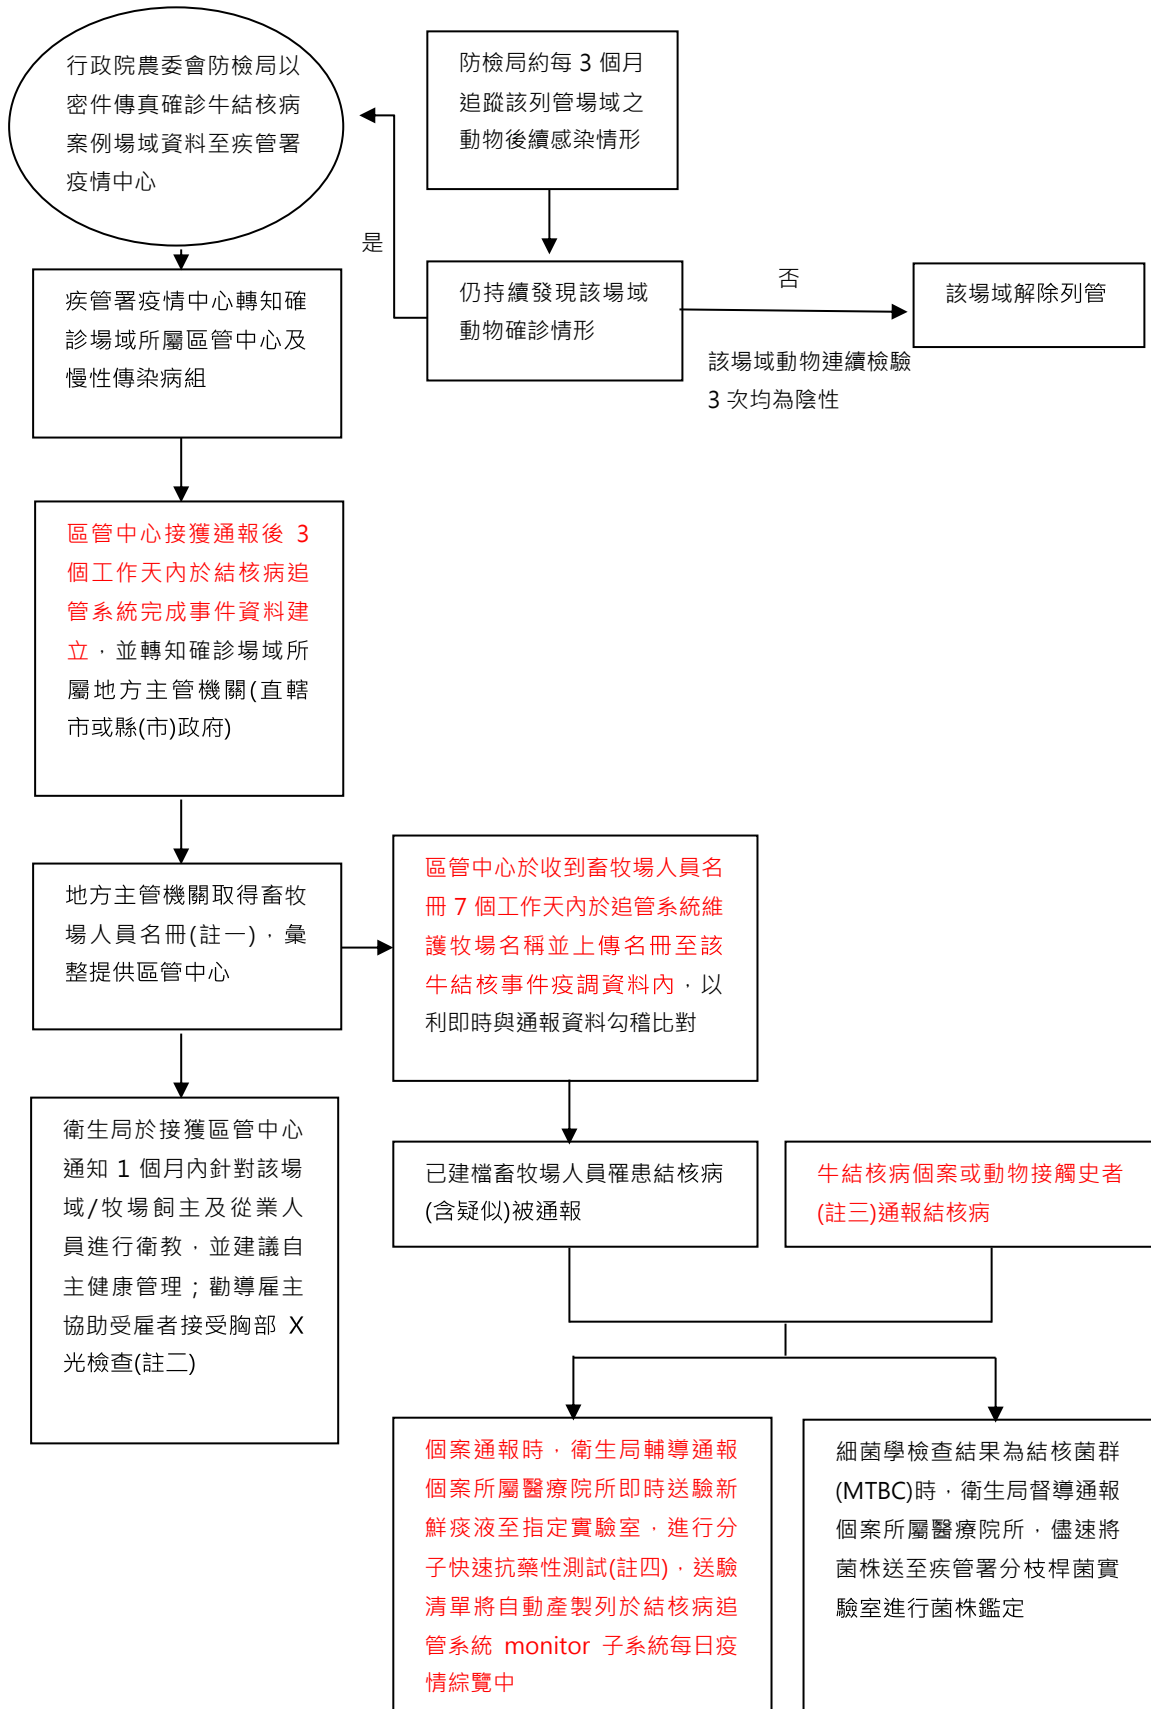 行政院農委會防檢局以
密件傳真確診牛結核病
案例場域資料至疾管署
疫情中心
防檢局約每 3 個月
追蹤該列管場域之
動物後續感染情形
是
仍持續發現該場域
動物確診情形
否
該場域動物連續檢驗
3 次均為陰性
該場域解除列管
疾管署疫情中心轉知確
診場域所屬區管中心及
慢性傳染病組
區管中心接獲通報後 3
個工作天內於結核病追
管系統完成事件資料建
立，並轉知確診場域所
屬地方主管機關(直轄
市或縣(市)政府)
地方主管機關取得畜牧
場人員名冊(註一)，彙
整提供區管中心
區管中心於收到畜牧場人員名
冊 7 個工作天內於追管系統維
護牧場名稱並上傳名冊至該
牛結核事件疫調資料內，以
利即時與通報資料勾稽比對
衛生局於接獲區管中心
通知 1 個月內針對該場
域/牧場飼主及從業人
員進行衛教，並建議自
主健康管理；勸導雇主
協助受雇者接受胸部 X
光檢查(註二)
已建檔畜牧場人員罹患結核病
(含疑似)被通報
牛結核病個案或動物接觸史者
(註三)通報結核病
個案通報時，衛生局輔導通報
個案所屬醫療院所即時送驗新
鮮痰液至指定實驗室，進行分
子快速抗藥性測試(註四)，送驗
清單將自動產製列於結核病追
管系統 monitor 子系統每日疫
情綜覽中
細菌學檢查結果為結核菌群
(MTBC)時，衛生局督導通報
個案所屬醫療院所，儘速將
菌株送至疾管署分枝桿菌實
驗室進行菌株鑑定